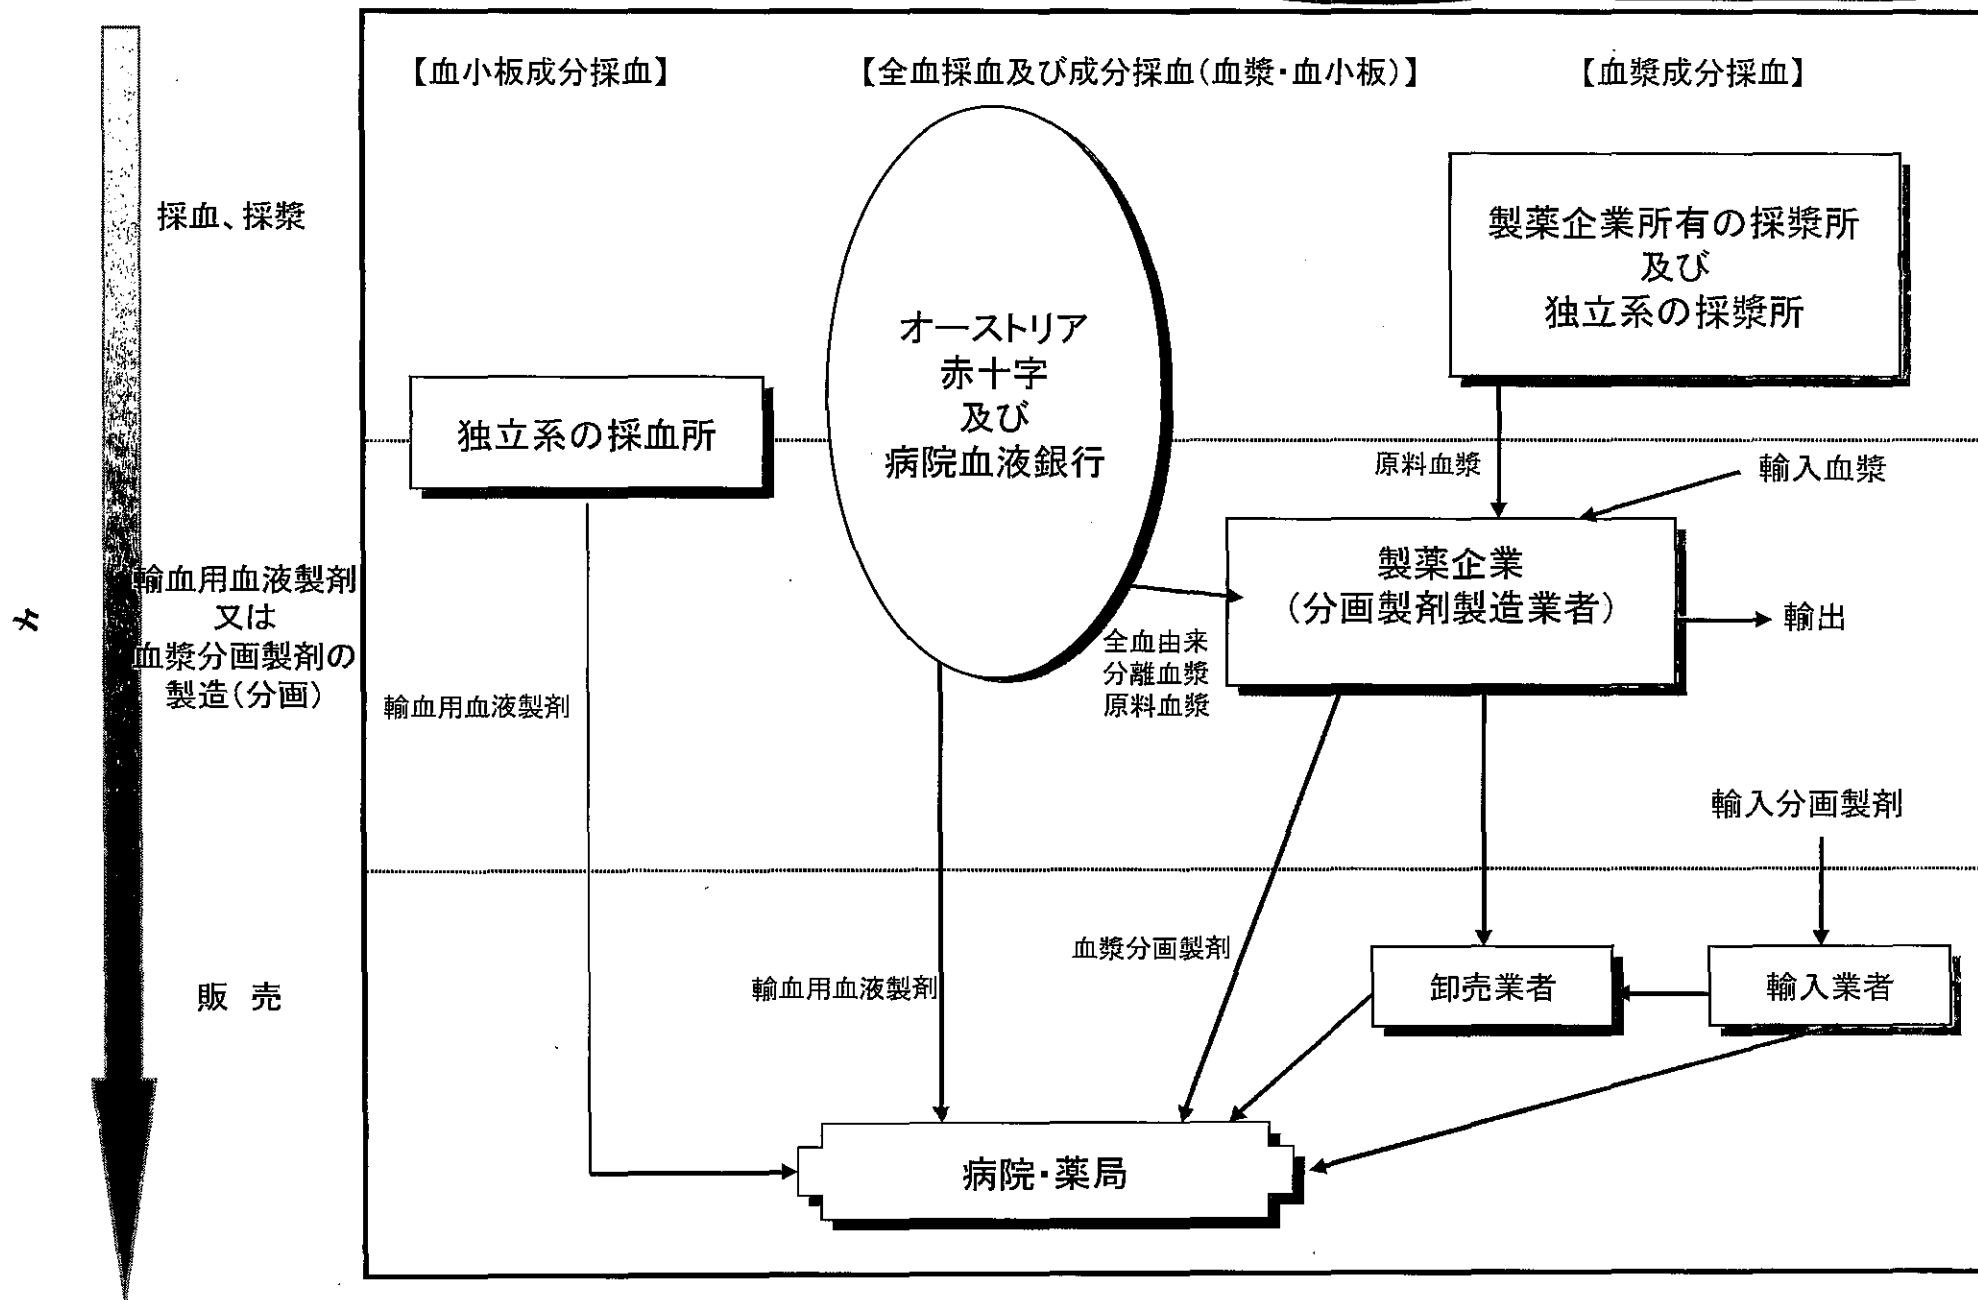 【血小板成分採血】
【全血採血及び成分採血(血漿・血小板)】
【血漿成分採血】
採血、採漿
製薬企業所有の採漿所
及び
独立系の採漿所
オーストリア
赤十字
及び
病院血液銀行
独立系の採血所
原料血漿
輸入血漿
製薬企業
(分画製剤製造業者)
輸出
輸血用血液製剤
又は
血漿分画製剤の
製造(分画)
全血由来
分離血漿
原料血漿
輸血用血液製剤
輸入分画製剤
血漿分画製剤
輸血用血液製剤
卸売業者
輸入業者
販 売
病院・薬局